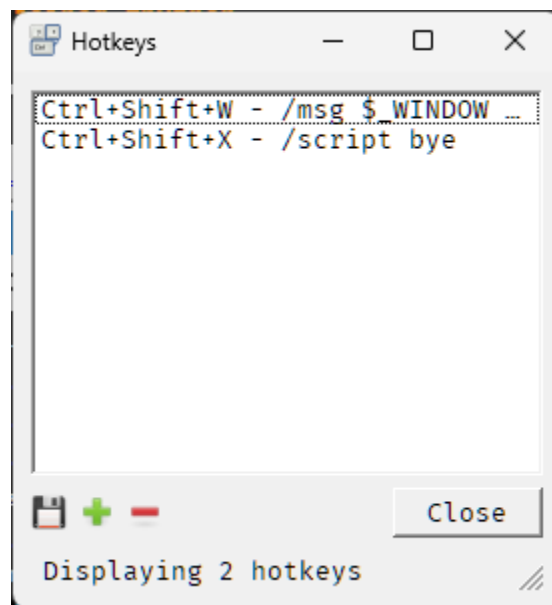 Hotkeys
Ctrl+Shift+W - /msg $_WINDOW …
Ctrl+Shift+X - /script bye
Close
Displaying 2 hotkeys